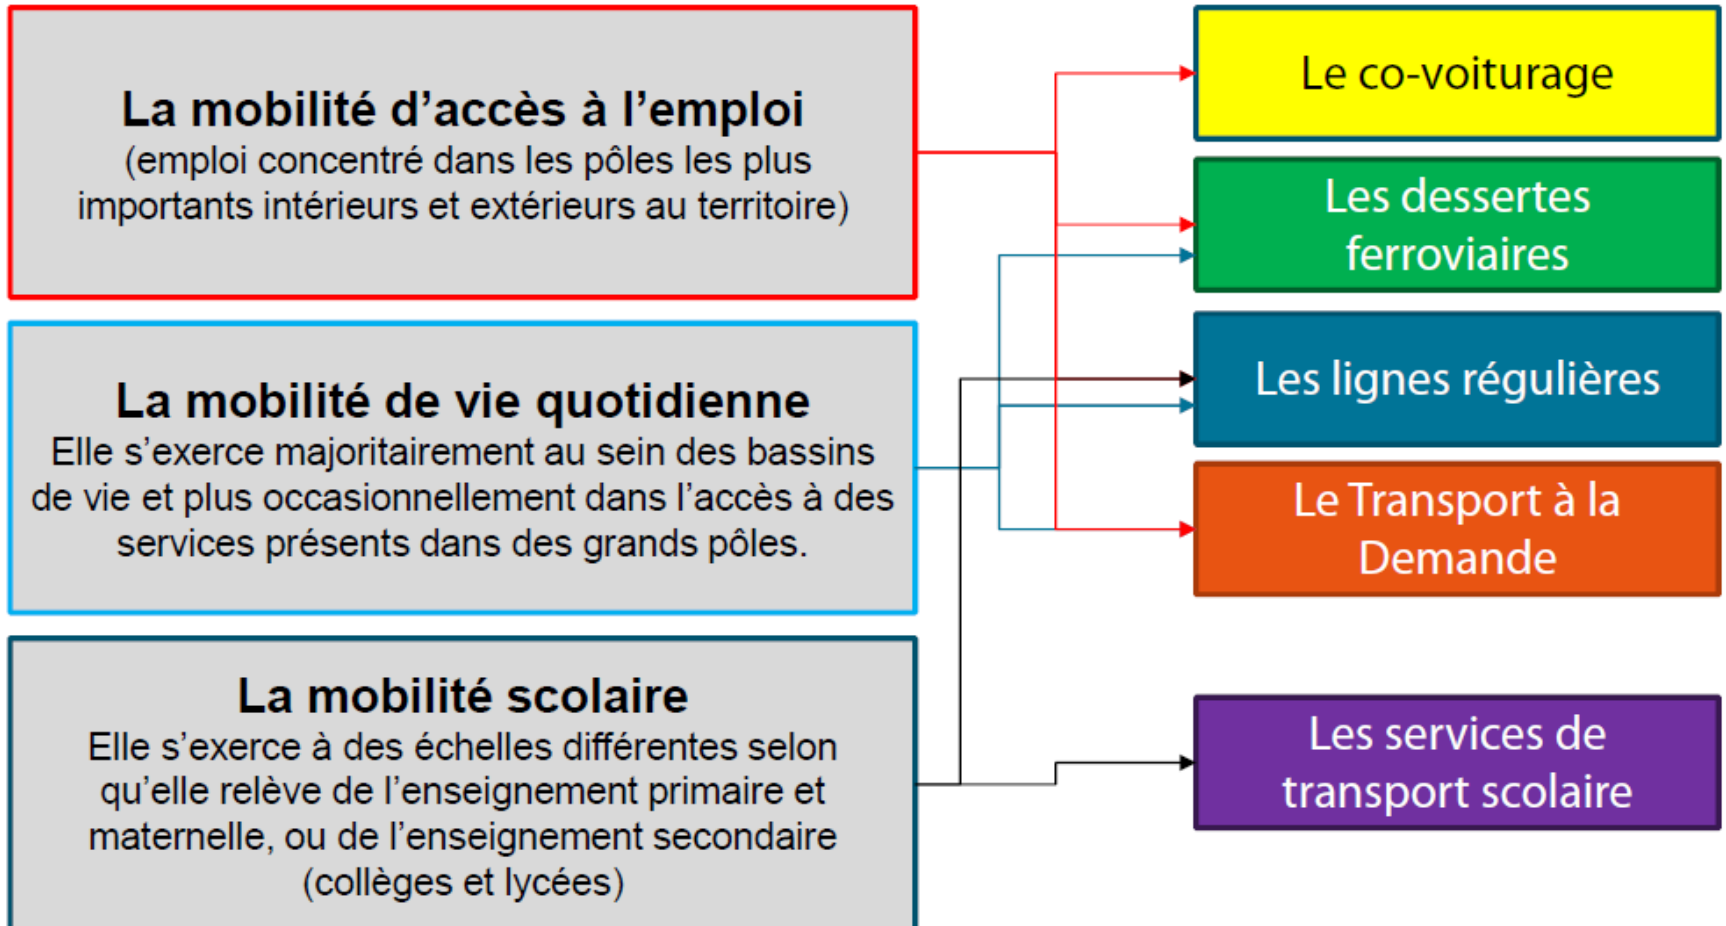 La mobilité d’accès à l’emploi
(emploi concentré dans les pôles les plus
importants intérieurs et extérieurs au territoire)
La mobilité de vie quotidienne
Elle s’exerce majoritairement au sein des bassins
de vie et plus occasionnellement dans l’accès à des
services présents dans des grands pôles.
La mobilité scolaire
Elle s’exerce à des échelles différentes selon
qu’elle relève de l’enseignement primaire et
maternelle, ou de l’enseignement secondaire
(collèges et lycées)
Le co-voiturage
Les dessertes
ferroviaires
Les lignes régulières
Le Transport à la
Demande
Les services de
transport scolaire